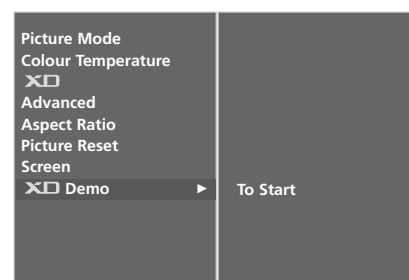 Picture Mode
Colour Temperature
XD
Advanced
Aspect Ratio
Picture Reset
Screen
XD Demo ► To Start